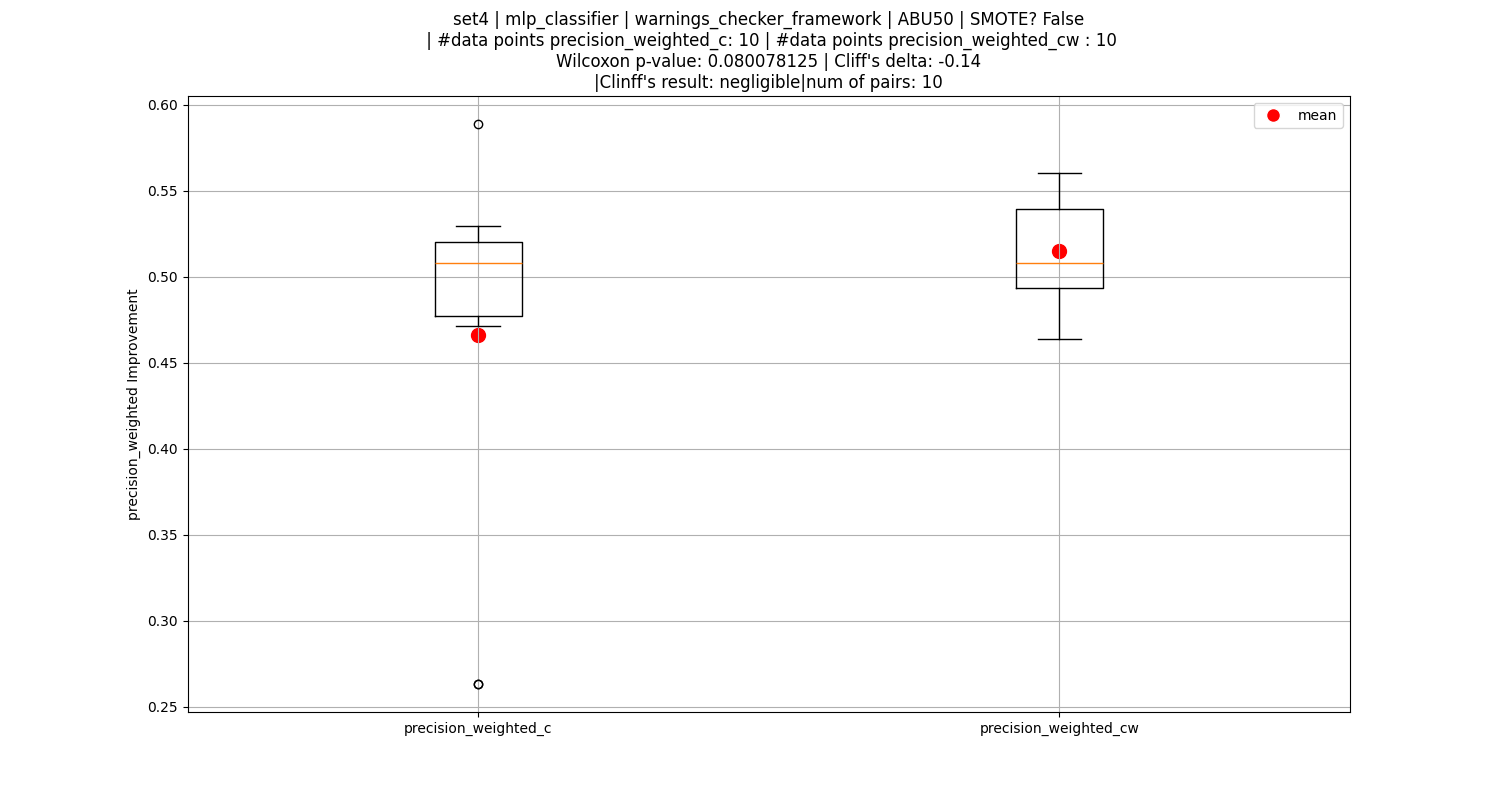 set4 | mlp_classifier | warnings_checker_framework | ABU50 | SMOTE? False
| #data points precision_weighted_c: 10 | #data points precision_weighted_cw : 10
Wilcoxon p-value: 0.080078125 | Cliff's delta: -0.14
|Clinff's result: negligible|num of pairs: 10
mean
0.60
0.55
0.50
0.45
0.40
0.35
0.30
0.25
precision_weighted Improvement
precision_weighted_c
precision_weighted_cw